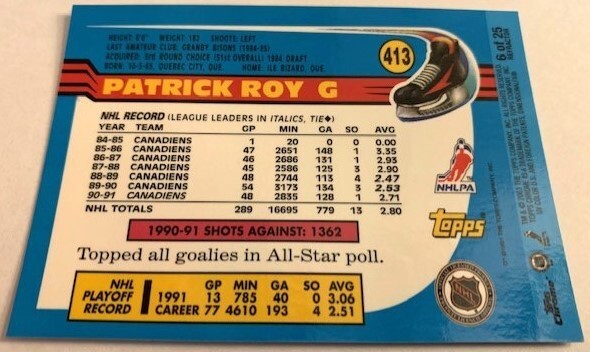 HEIGHT: 6'0" WEIGHT: 182 SHOOTS: LEFT
LAST AMATEUR CLUB: GRANBY BISONS (1984-85)
ACQUIRED: 3rd ROUND CHOICE (51st OVERALL) 1984 DRAFT
BORN: 10-5-65, QUEBEC CITY, QUE. HOME: ILE BIZARD, QUE.
413
PATRICK ROY G
NHL RECORD (LEAGUE LEADERS IN ITALICS, TIE◆)
YEAR TEAM GP MIN GA SO AVG
84-85 CANADIENS 1 20 0 0 0.00
85-86 CANADIENS 47 2651 148 1 3.35
86-87 CANADIENS 46 2686 131 1 2.93
87-88 CANADIENS 45 2586 125 3 2.90
88-89 CANADIENS 48 2744 113 4 2.47
89-90 CANADIENS 54 3173 134 3 2.53
90-91 CANADIENS 48 2835 128 1 2.71
NHL TOTALS 289 16695 779 13 2.80
1990-91 SHOTS AGAINST: 1362
Topped all goalies in All-Star poll.
NHL PLAYOFF RECORD
GP MIN GA SO AVG
1991 13 785 40 0 3.06
CAREER 77 4610 193 4 2.51
NHLPA
Topps
NHL
6 of 25
REFRACTOR
Topps Chrome